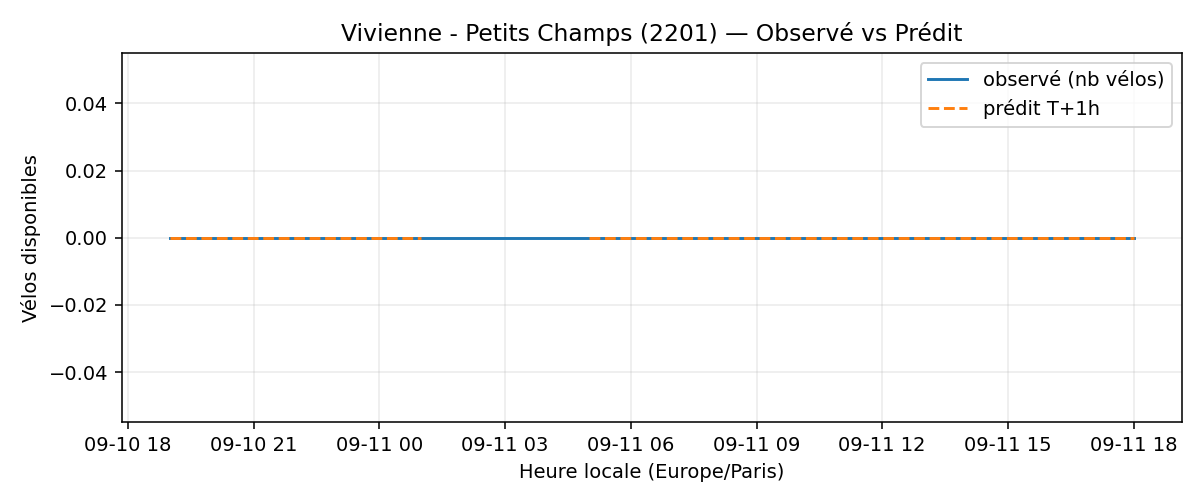 Vivienne - Petits Champs (2201) — Observé vs Prédit
observé (nb vélos)
prédit T+1h
Vélos disponibles
0.04
0.02
0.00
−0.02
−0.04
09-10 18 09-10 21 09-11 00 09-11 03 09-11 06 09-11 09 09-11 12 09-11 15 09-11 18
Heure locale (Europe/Paris)